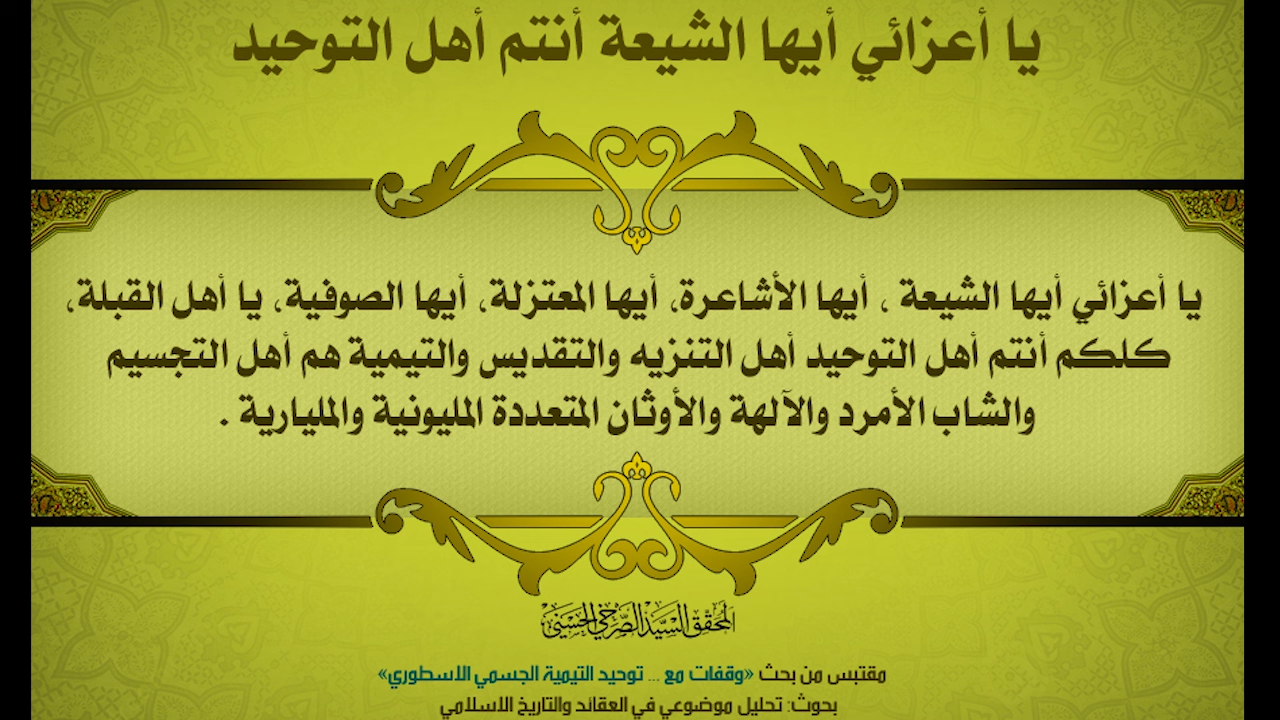 يا أعزائي أيها الشيعة أنتم أهل التوحيد
يا أعزائي أيها الشيعة ، أيها الأشاعرة، أيها المعتزلة، أيها الصوفية، يا أهل القبلة،
كلكم أنتم أهل التوحيد أهل التنزيه والتقديس والتيمية هم أهل التجسيم
والشاب الأمرد والآلهة والأوثان المتعددة المليونية والمليارية .
المحقق السيد الصرخي الحسني
مقتبس من بحث «وقفات مع ... توحيد التيمية الجسمي الاسطوري»
بحوث: تحليل موضوعي في العقائد والتاريخ الاسلامي